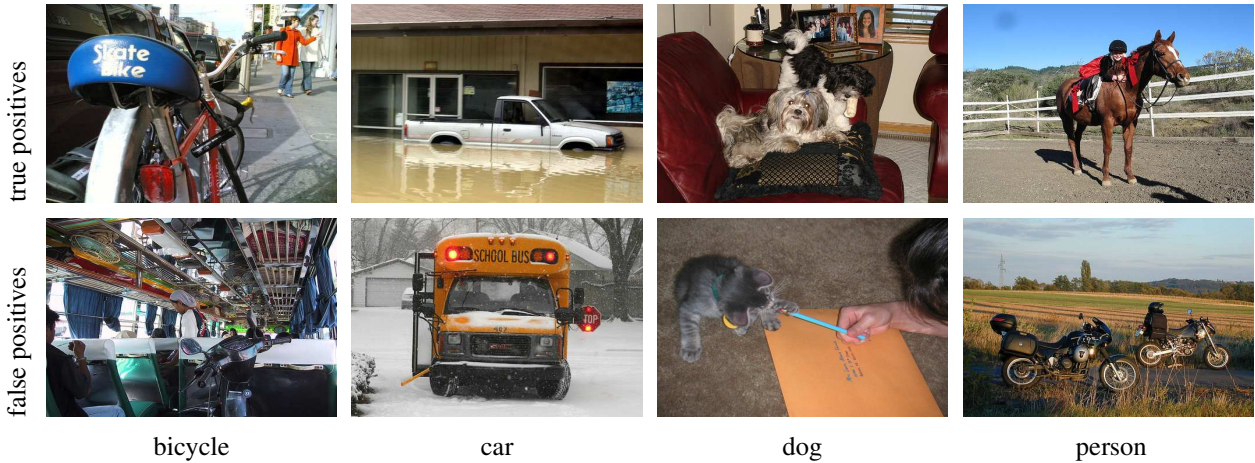 true positives
Skate
Bike
false positives
SCHOOL BUS
STOP
bicycle
car
dog
person